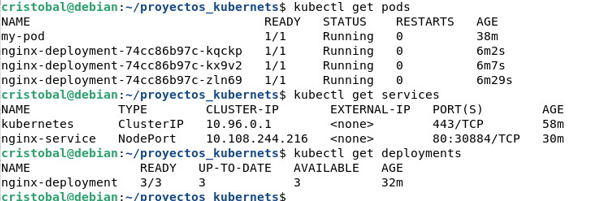 cristobal@debian:~/proyectos_kubernets$ kubectl get pods
NAME READY STATUS RESTARTS AGE
my-pod 1/1 Running 0 38m
nginx-deployment-74cc86b97c-kqckp 1/1 Running 0 6m2s
nginx-deployment-74cc86b97c-kx9v2 1/1 Running 0 6m7s
nginx-deployment-74cc86b97c-zln69 1/1 Running 0 6m29s
cristobal@debian:~/proyectos_kubernets$ kubectl get services
NAME TYPE CLUSTER-IP EXTERNAL-IP PORT(S) AGE
kubernetes ClusterIP 10.96.0.1 <none> 443/TCP 58m
nginx-service NodePort 10.108.244.216 <none> 80:30884/TCP 30m
cristobal@debian:~/proyectos_kubernets$ kubectl get deployments
NAME READY UP-TO-DATE AVAILABLE AGE
nginx-deployment 3/3 3 3 32m
cristobal@debian:~/proyectos_kubernets$